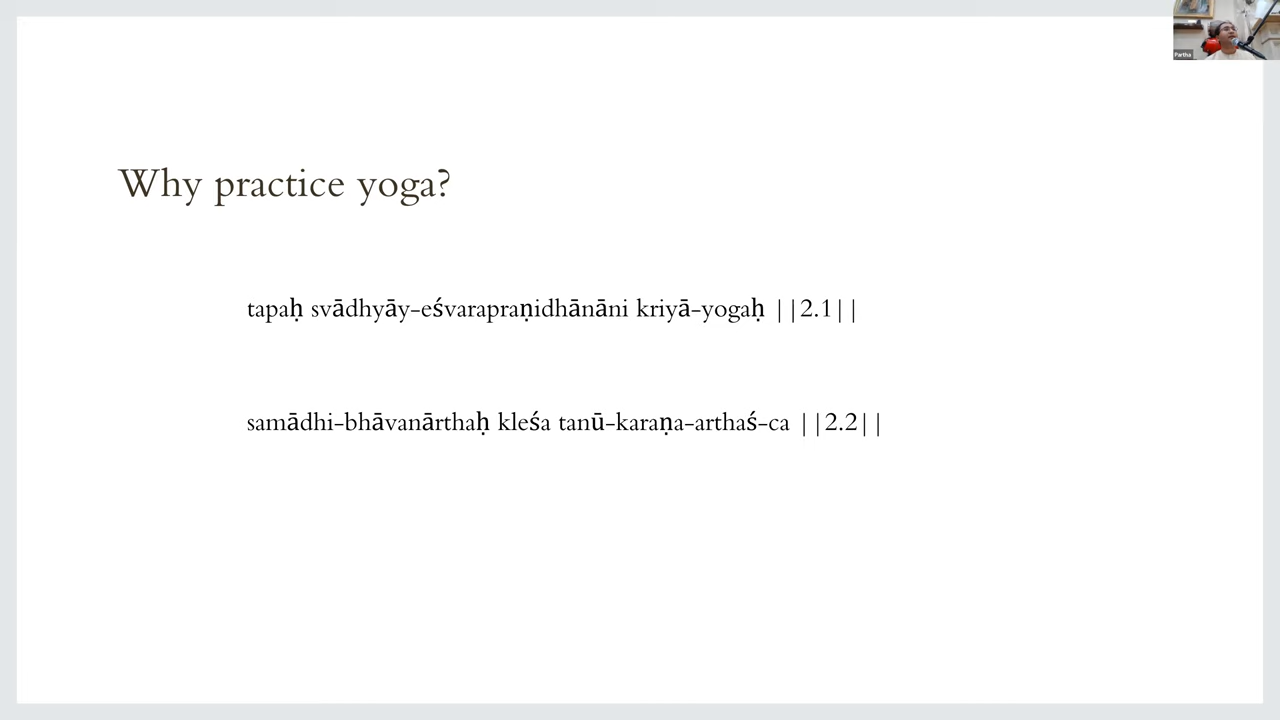 Partha
Why practice yoga?
tapaḥ svādhyāy-eśvarapraṇidhānāni kriyā-yogaḥ ||2.1||
samādhi-bhāvanārthaḥ kleśa tanū-karaṇa-arthaś-ca ||2.2||